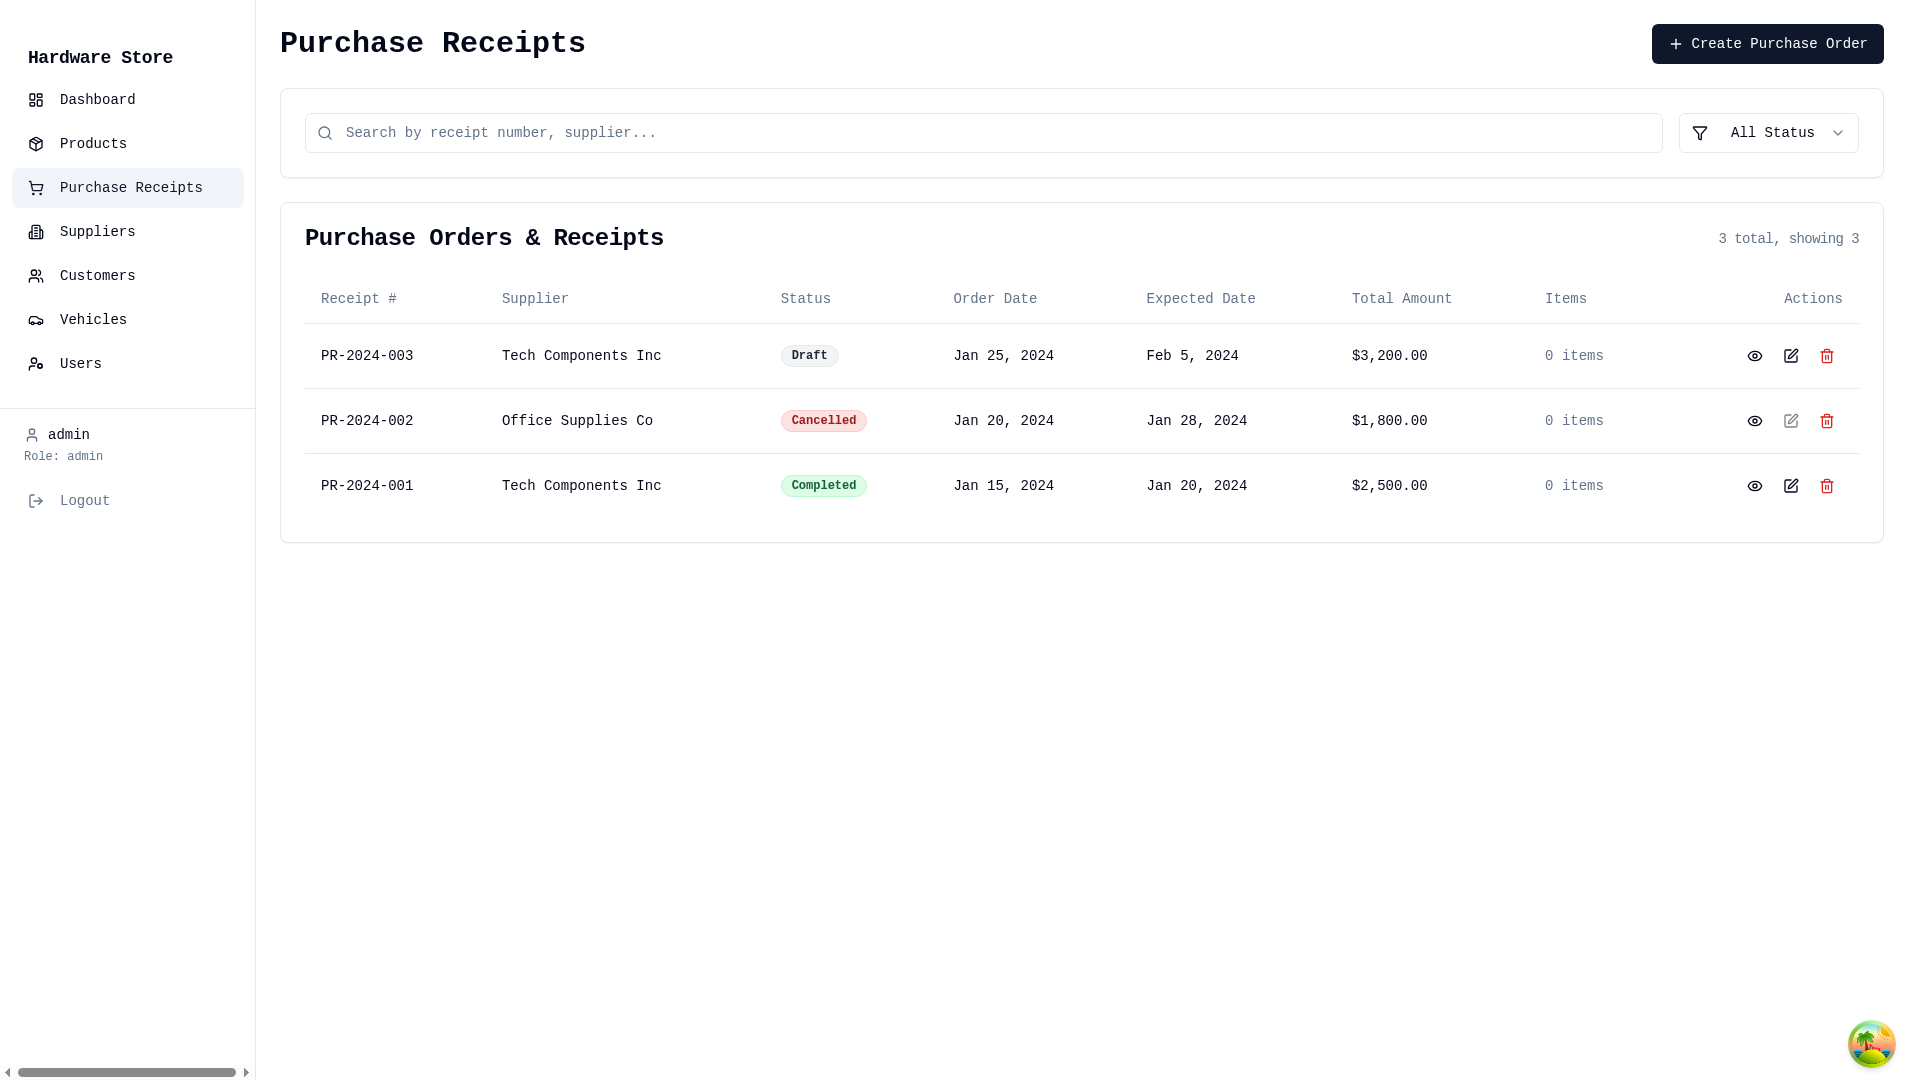 Hardware Store
Dashboard
Products
Purchase Receipts
Suppliers
Customers
Vehicles
Users
admin
Role: admin
Logout
Purchase Receipts
Create Purchase Order
Search by receipt number, supplier...
All Status
Purchase Orders & Receipts
3 total, showing 3
Receipt # Supplier Status Order Date Expected Date Total Amount Items Actions
PR-2024-003 Tech Components Inc Draft Jan 25, 2024 Feb 5, 2024 $3,200.00 0 items
PR-2024-002 Office Supplies Co Cancelled Jan 20, 2024 Jan 28, 2024 $1,800.00 0 items
PR-2024-001 Tech Components Inc Completed Jan 15, 2024 Jan 20, 2024 $2,500.00 0 items